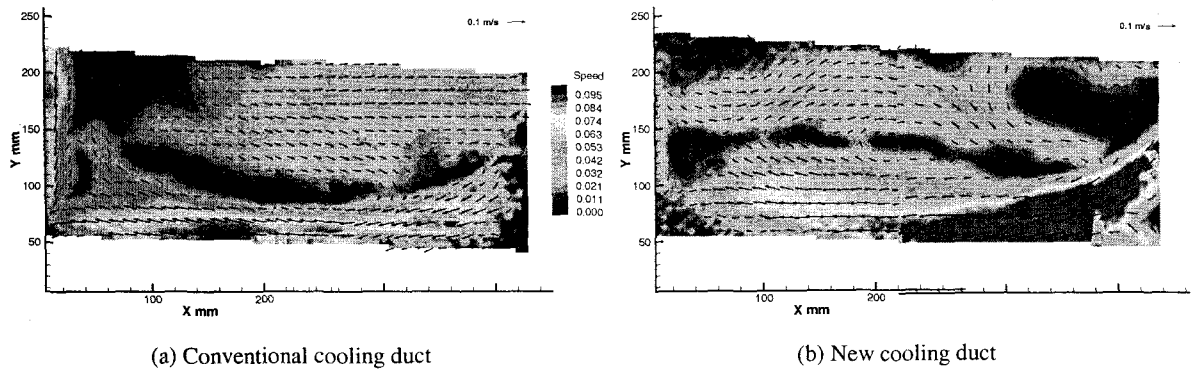 250
200
150
100
50
Y mm
100
200
X mm
0.1 m/s
Speed
0.095
0.084
0.074
0.063
0.053
0.042
0.032
0.021
0.011
0.000
(a) Conventional cooling duct
250
200
150
100
50
Y mm
100
200
X mm
0.1 m/s
(b) New cooling duct